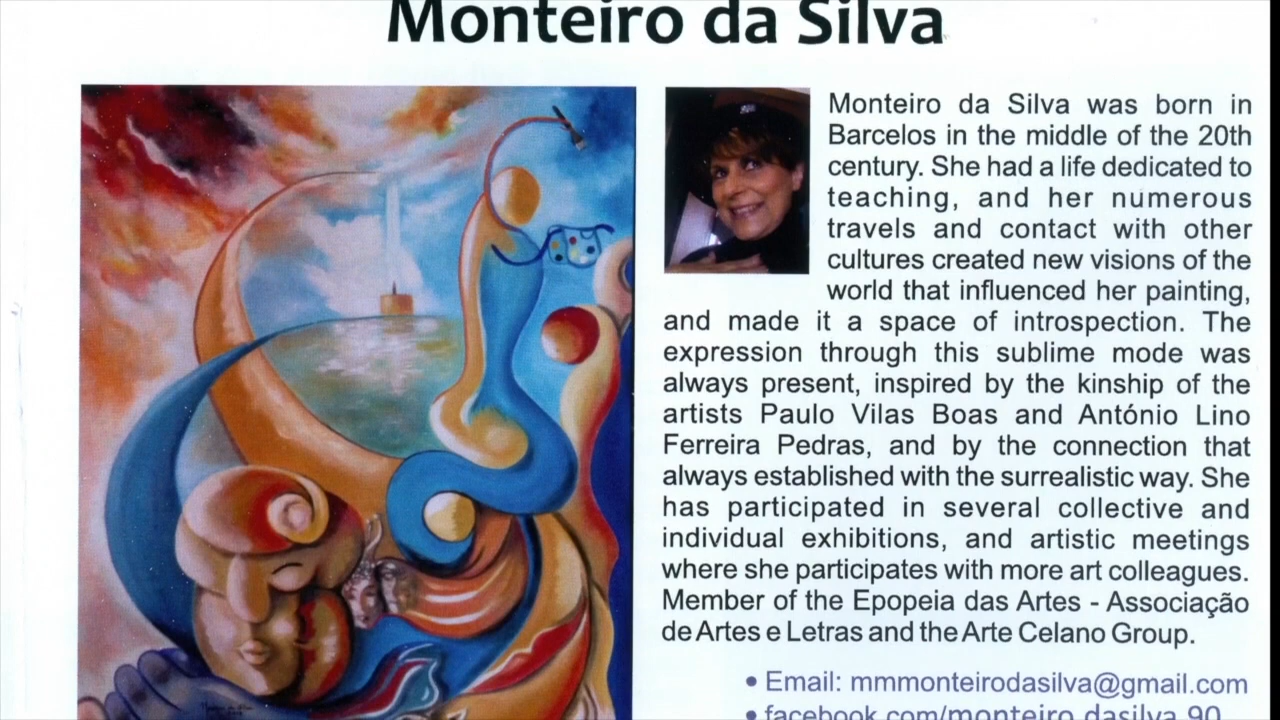 Monteiro da Silva
Monteiro da Silva was born in
Barcelos in the middle of the 20th
century. She had a life dedicated to
teaching, and her numerous
travels and contact with other
cultures created new visions of the
world that influenced her painting,
and made it a space of introspection. The
expression through this sublime mode was
always present, inspired by the kinship of the
artists Paulo Vilas Boas and António Lino
Ferreira Pedras, and by the connection that
always established with the surrealistic way. She
has participated in several collective and
individual exhibitions, and artistic meetings
where she participates with more art colleagues.
Member of the Epopeia das Artes - Associação
de Artes e Letras and the Arte Celano Group.
• Email: mmmonteirodasilva@gmail.com
• facebook.com/monteiro.dasilva.90